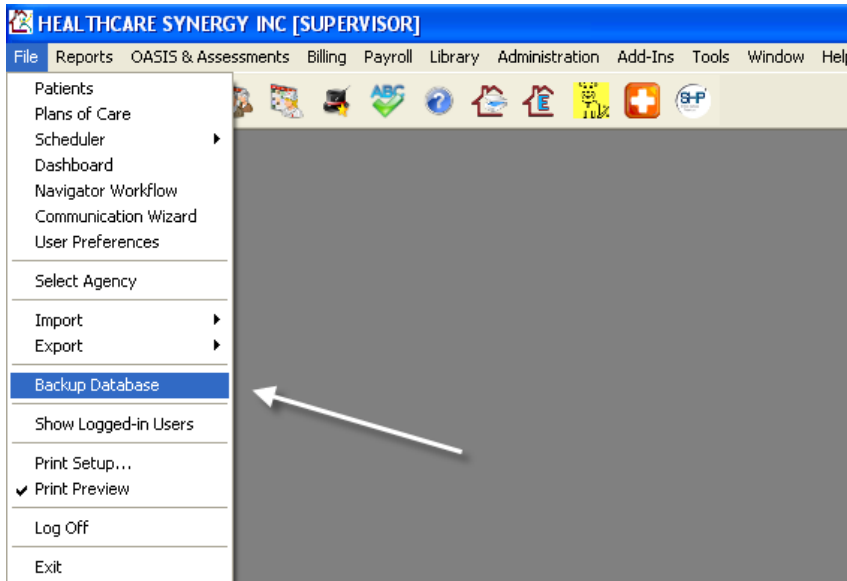 HEALTHCARE SYNERGY INC [SUPERVISOR]
File Reports OASIS & Assessments Billing Payroll Library Administration Add-Ins Tools Window Help
ABC E S-P
Patients
Plans of Care
Scheduler
Dashboard
Navigator Workflow
Communication Wizard
User Preferences
Select Agency
Import
Export
Backup Database
Show Logged-in Users
Print Setup...
Print Preview
Log Off
Exit